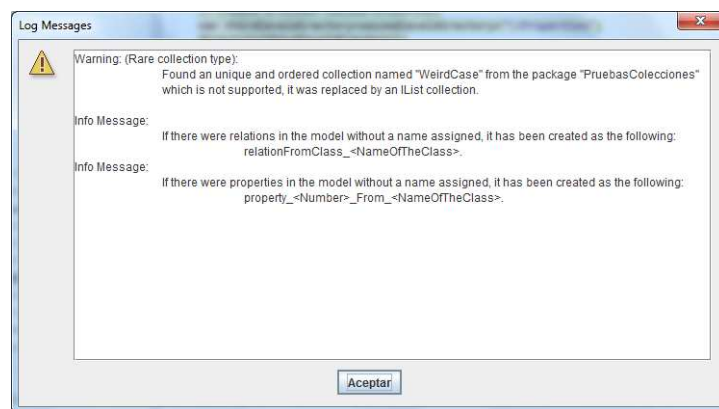 Log Messages
Warning: (Rare collection type):
Found an unique and ordered collection named "WeirdCase" from the package "PruebasColecciones"
which is not supported, it was replaced by an IList collection.
Info Message:
If there were relations in the model without a name assigned, it has been created as the following:
relationFromClass_<NameOfTheClass>.
Info Message:
If there were properties in the model without a name assigned, it has been created as the following:
property_<Number>_From_<NameOfTheClass>.
Aceptar